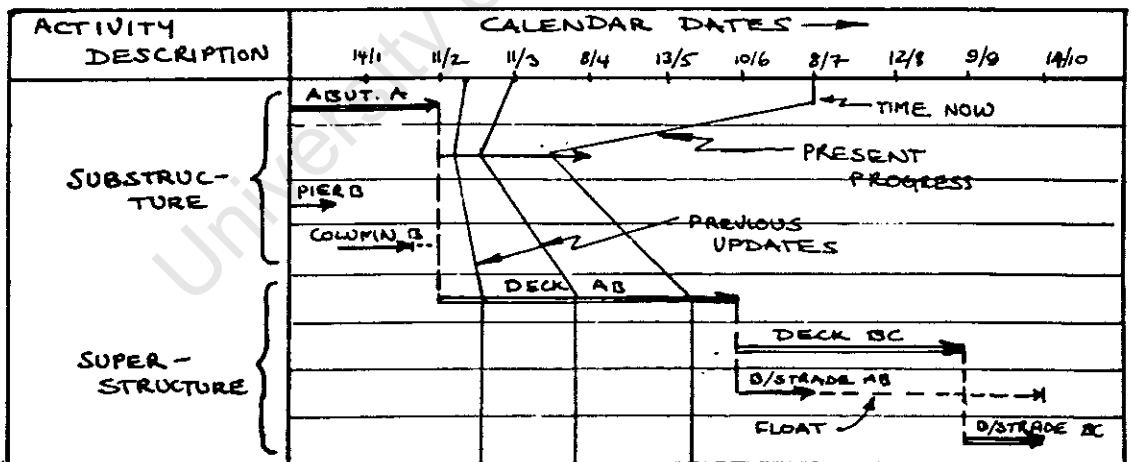 ACTIVITY
DESCRIPTION
CALENDAR DATES
14/1 11/2 11/3 8/4 13/5 10/6 8/7 12/8 9/9 14/10
ABUT. A
TIME NOW
PRESENT
PROGRESS
SUBSTRUC-
TURE
PIER B
COLUMN B
PREVIOUS
UPDATES
DECK AB
DECK BC
SUPER-
STRUCTURE
B/STRADE AB
FLOAT
B/STRADE BC
University